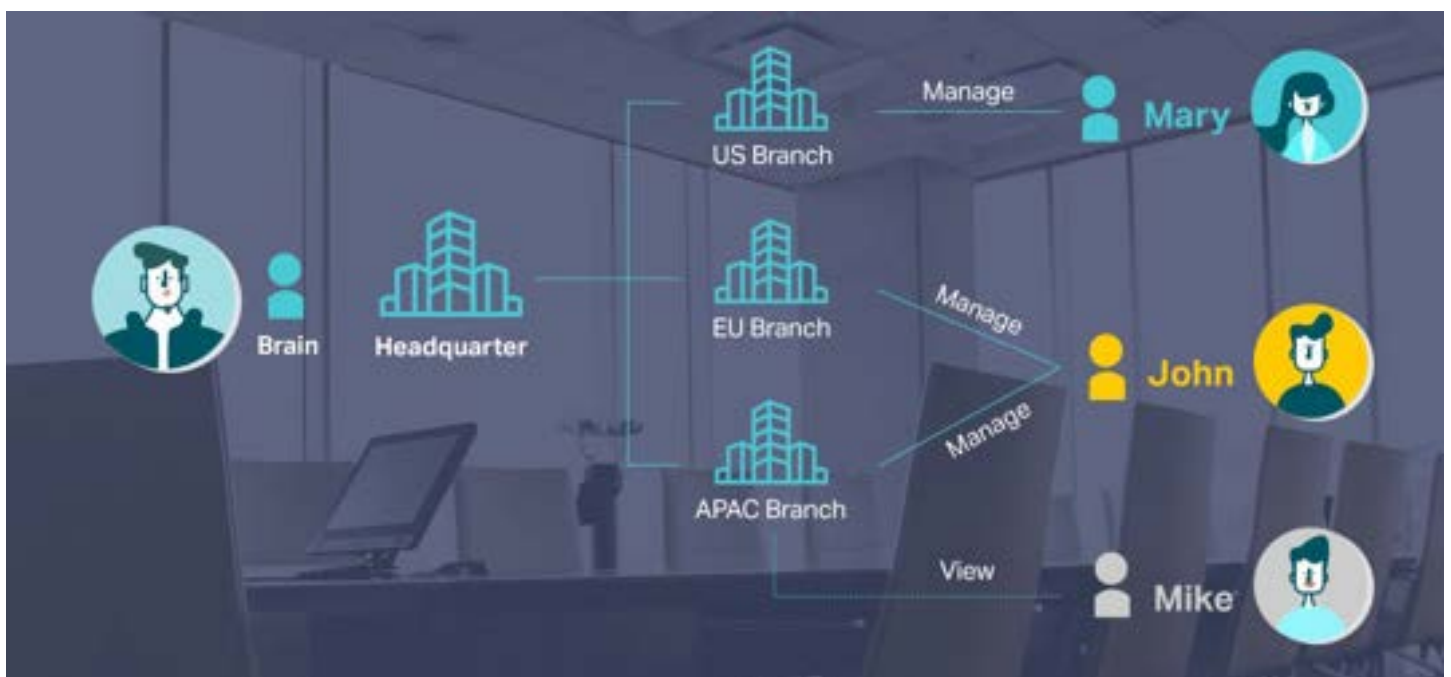 US Branch
Manage
Mary
Brain
Headquarter
EU Branch
Manage
John
APAC Branch
Manage
View
Mike